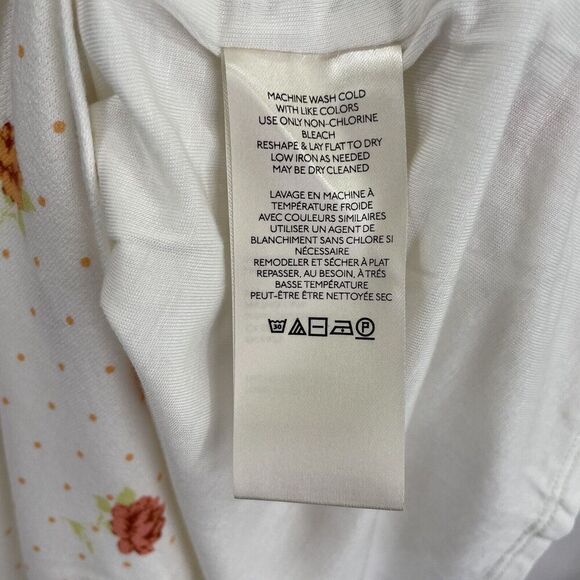 MACHINE WASH COLD
WITH LIKE COLORS
USE ONLY NON-CHLORINE
BLEACH
RESHAPE & LAY FLAT TO DRY
LOW IRON AS NEEDED
MAY BE DRY CLEANED
LAVAGE EN MACHINE À
TEMPÉRATURE FROIDE
AVEC COULEURS SIMILAIRES
UTILISER UN AGENT DE
BLANCHIMENT SANS CHLORE SI
NÉCESSAIRE
REMODELER ET SÉCHER À PLAT
REPASSER, AU BESOIN, À TRÉS
BASSE TEMPÉRATURE
PEUT-ÊTRE ÊTRE NETTOYÉE SEC
30 P